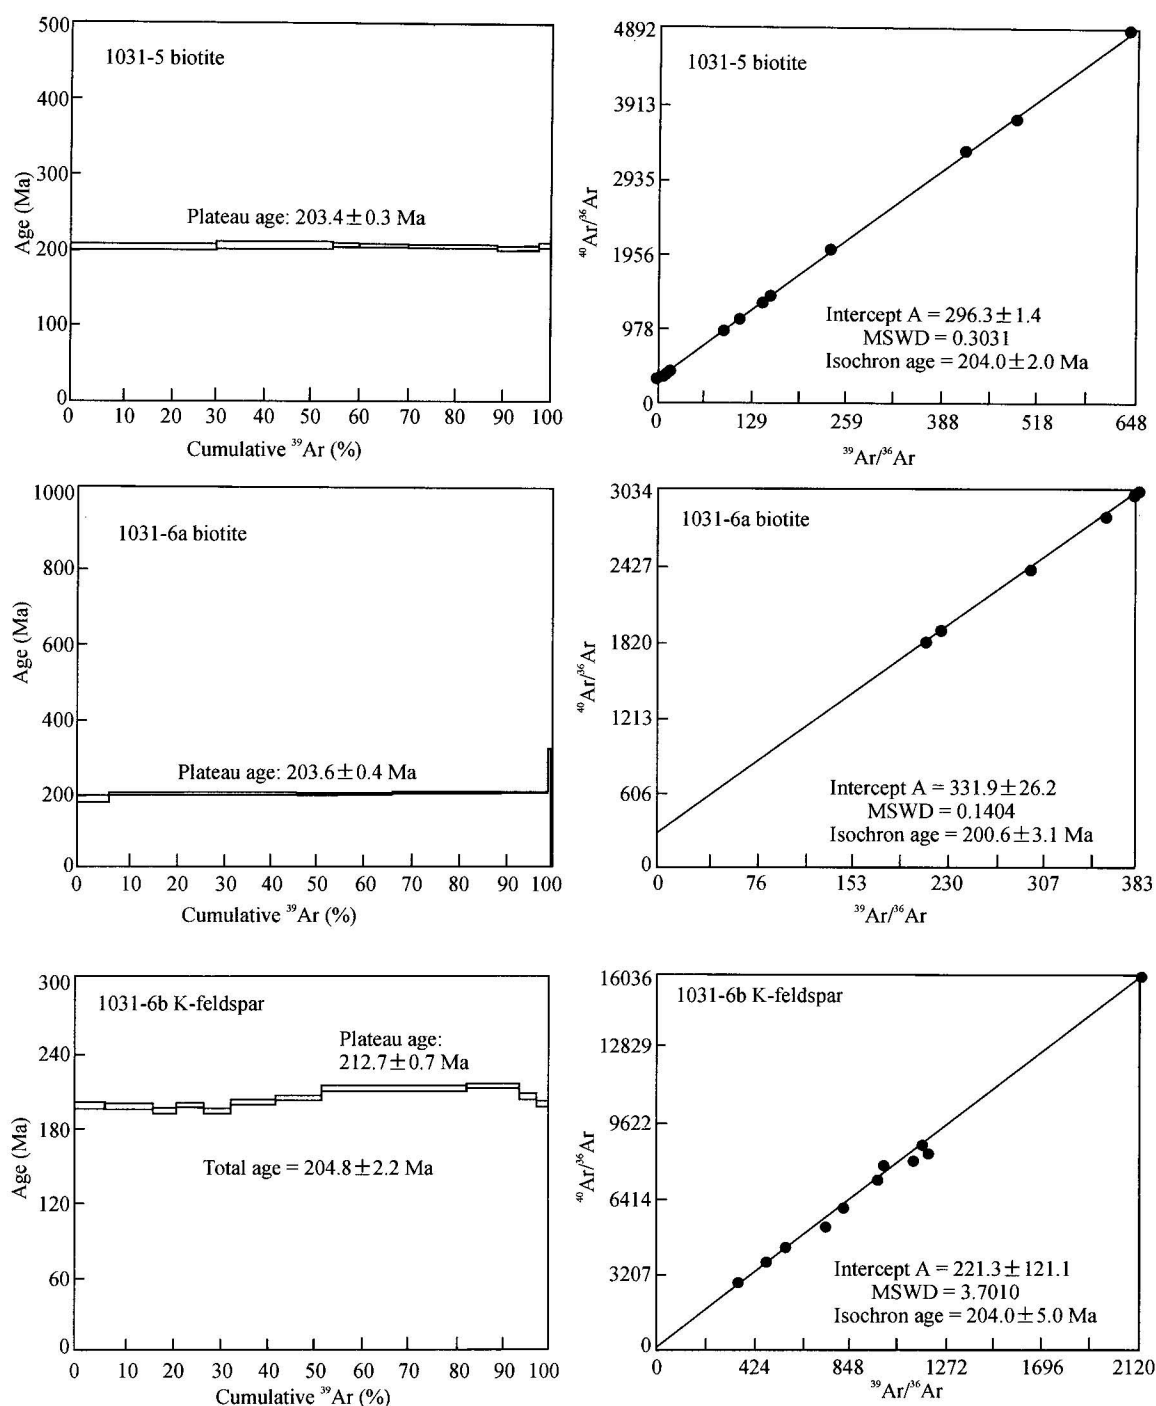 500
400
300
200
100
0
Age (Ma)
1031-5 biotite
Plateau age: 203.4±0.3 Ma
0 10 20 30 40 50 60 70 80 90 100
Cumulative ³⁹Ar (%)
4892
3913
2935
1956
978
0
⁴⁰Ar/³⁶Ar
1031-5 biotite
Intercept A = 296.3±1.4
MSWD = 0.3031
Isochron age = 204.0±2.0 Ma
0 129 259 388 518 648
³⁹Ar/³⁶Ar
1000
800
600
400
200
0
Age (Ma)
1031-6a biotite
Plateau age: 203.6±0.4 Ma
0 10 20 30 40 50 60 70 80 90 100
Cumulative ³⁹Ar (%)
3034
2427
1820
1213
606
0
⁴⁰Ar/³⁶Ar
1031-6a biotite
Intercept A = 331.9±26.2
MSWD = 0.1404
Isochron age = 200.6±3.1 Ma
0 76 153 230 307 383
³⁹Ar/³⁶Ar
300
240
180
120
60
0
Age (Ma)
1031-6b K-feldspar
Plateau age:
212.7±0.7 Ma
Total age = 204.8±2.2 Ma
0 10 20 30 40 50 60 70 80 90 100
Cumulative ³⁹Ar (%)
16036
12829
9622
6414
3207
0
⁴⁰Ar/³⁶Ar
1031-6b K-feldspar
Intercept A = 221.3±121.1
MSWD = 3.7010
Isochron age = 204.0±5.0 Ma
0 424 848 1272 1696 2120
³⁹Ar/³⁶Ar